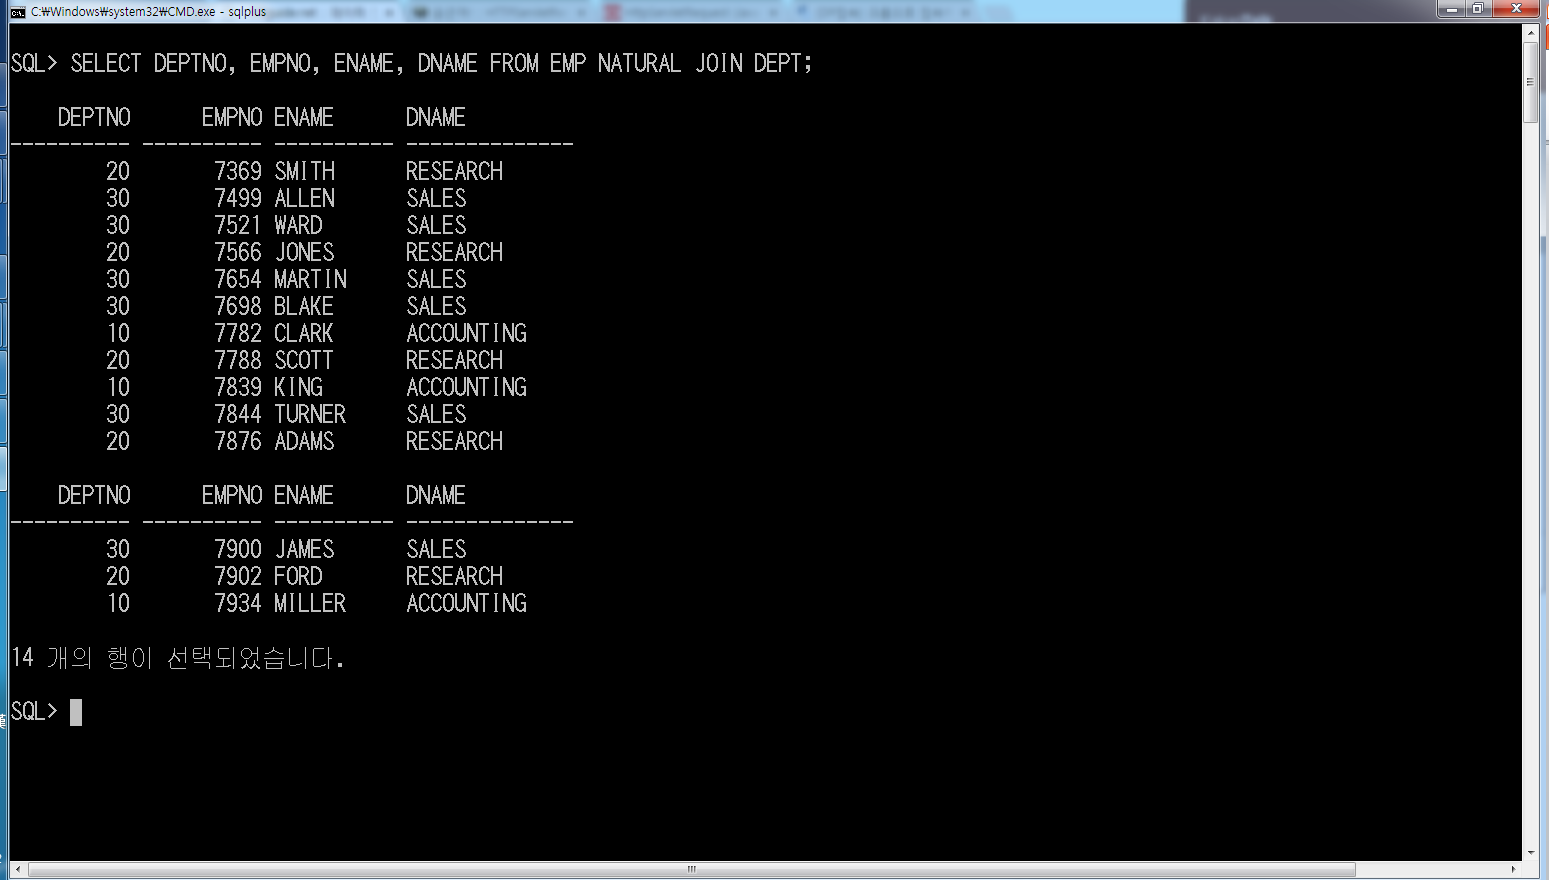 C:₩Windows₩system32₩CMD.exe - sqlplus
SQL> SELECT DEPTNO, EMPNO, ENAME, DNAME FROM EMP NATURAL JOIN DEPT;
    DEPTNO      EMPNO ENAME      DNAME
---------- ---------- ---------- --------------
        20       7369 SMITH      RESEARCH
        30       7499 ALLEN      SALES
        30       7521 WARD       SALES
        20       7566 JONES      RESEARCH
        30       7654 MARTIN     SALES
        30       7698 BLAKE      SALES
        10       7782 CLARK      ACCOUNTING
        20       7788 SCOTT      RESEARCH
        10       7839 KING       ACCOUNTING
        30       7844 TURNER     SALES
        20       7876 ADAMS      RESEARCH
    DEPTNO      EMPNO ENAME      DNAME
---------- ---------- ---------- --------------
        30       7900 JAMES      SALES
        20       7902 FORD       RESEARCH
        10       7934 MILLER     ACCOUNTING
14 개의 행이 선택되었습니다.
SQL>